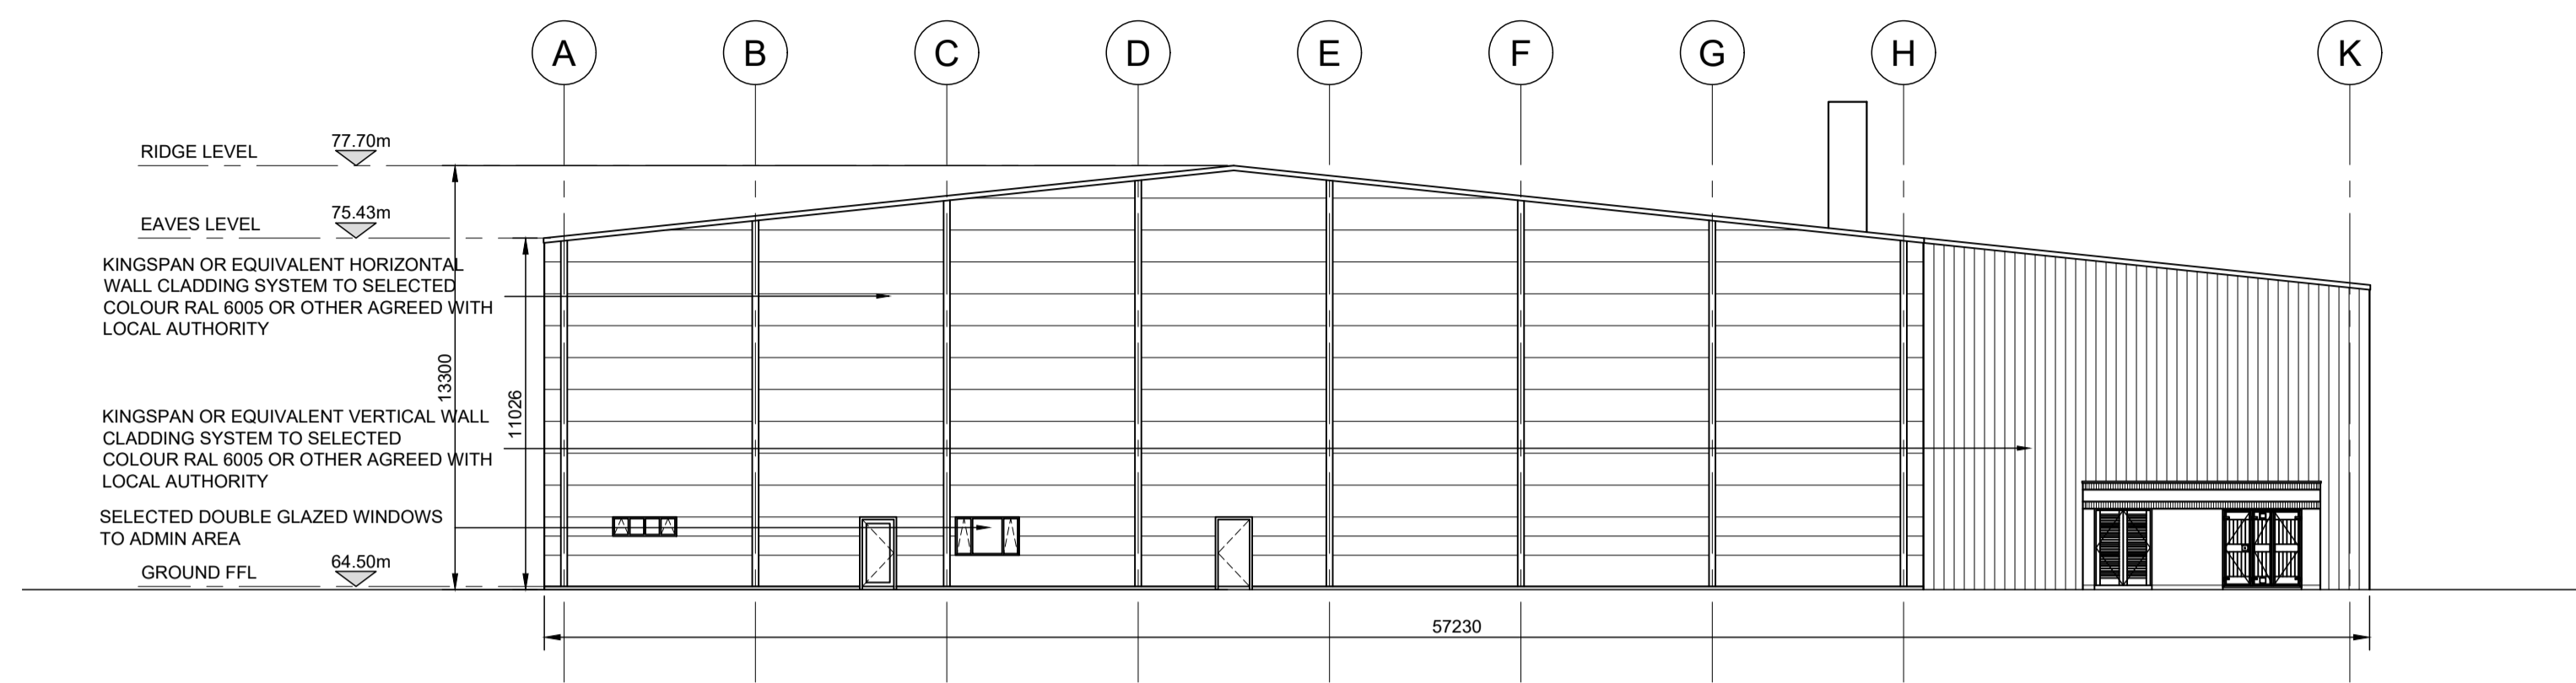 A B C D E F G H K
RIDGE LEVEL 77.70m
EAVES LEVEL 75.43m
KINGSPAN OR EQUIVALENT HORIZONTAL
WALL CLADDING SYSTEM TO SELECTED
COLOUR RAL 6005 OR OTHER AGREED WITH
LOCAL AUTHORITY
13300
11026
KINGSPAN OR EQUIVALENT VERTICAL WALL
CLADDING SYSTEM TO SELECTED
COLOUR RAL 6005 OR OTHER AGREED WITH
LOCAL AUTHORITY
SELECTED DOUBLE GLAZED WINDOWS
TO ADMIN AREA
GROUND FFL 64.50m
57230